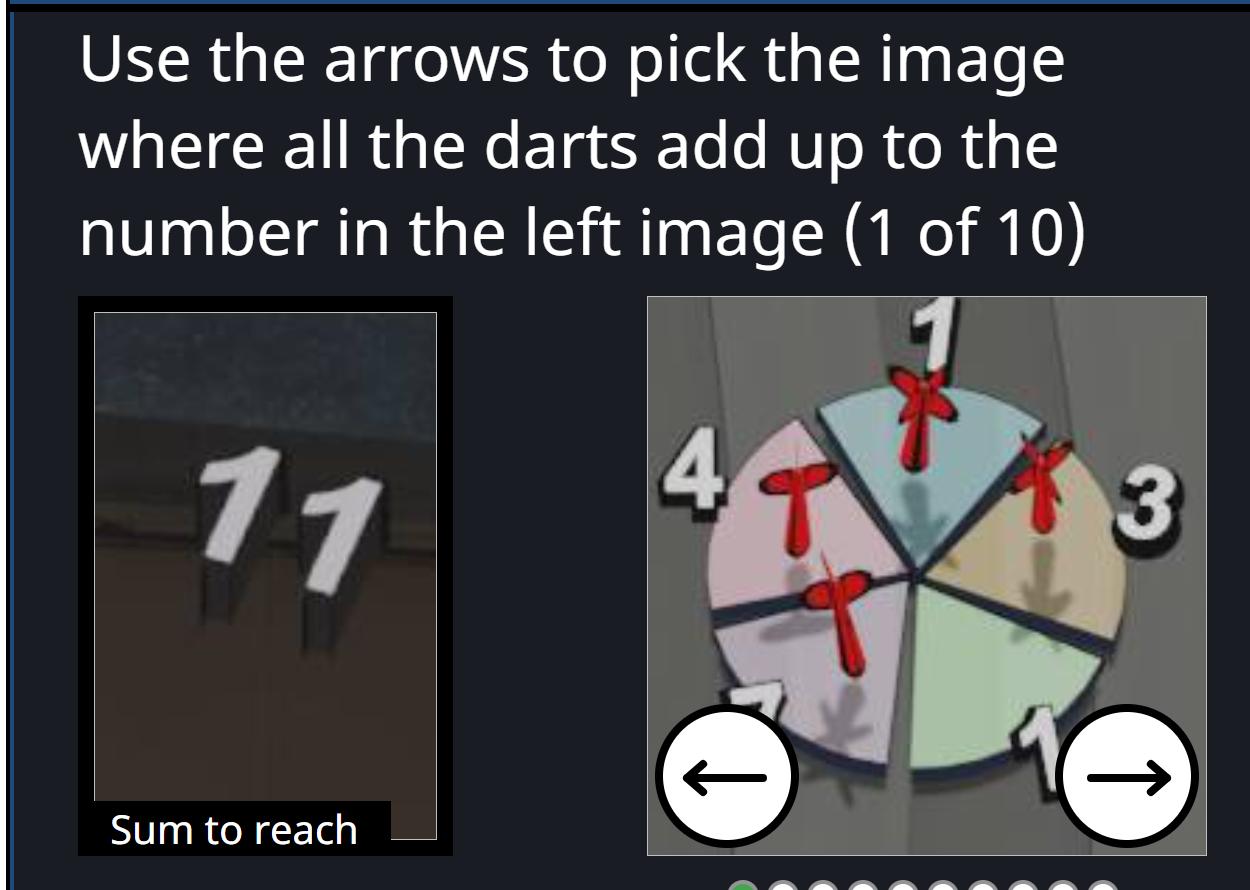 Use the arrows to pick the image
where all the darts add up to the
number in the left image (1 of 10)
11
1
4
3
7
1
Sum to reach